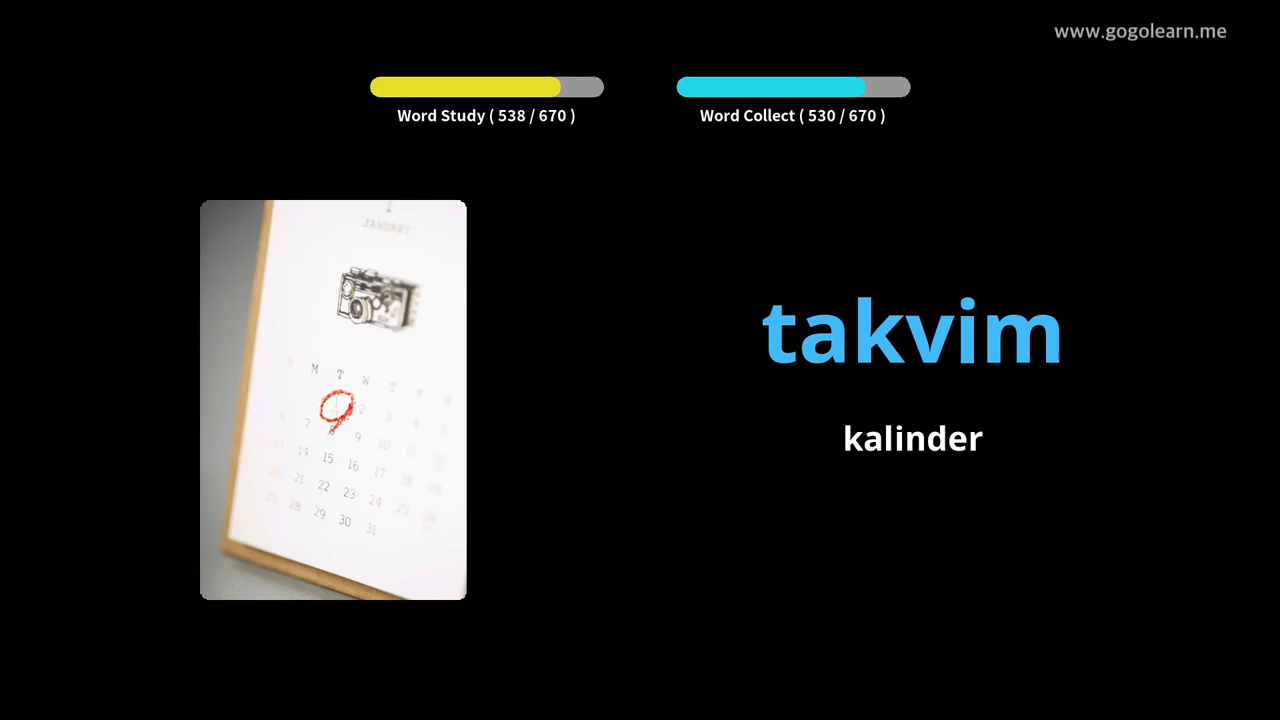 www.gogolearn.me
Word Study ( 538 / 670 )
Word Collect ( 530 / 670 )
takvim
kalinder
1
JANUARY
S M T W T F S
1 2 3 4 5
6 7 8 9 10 11
13 14 15 16 17 18
20 21 22 23 24 25 26
27 28 29 30 31